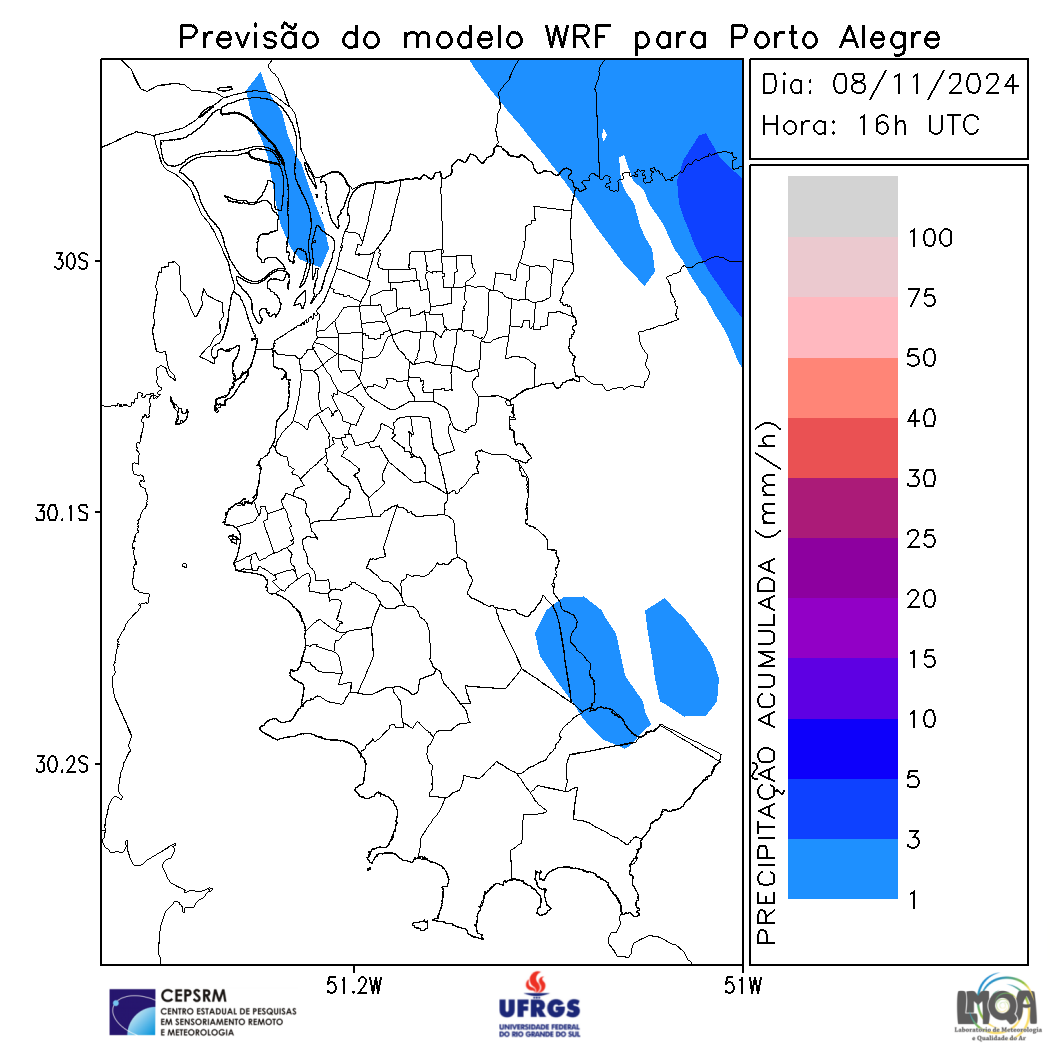 Previsão do modelo WRF para Porto Alegre
Dia: 08/11/2024
Hora: 16h UTC
30S
30.1S
30.2S
51.2W
51W
PRECIPITAÇÃO ACUMULADA (mm/h)
100
75
50
40
30
25
20
15
10
5
3
1
CEPSRM
CENTRO ESTADUAL DE PESQUISAS
EM SENSORIAMENTO REMOTO
E METEOROLOGIA
UFRGS
UNIVERSIDADE FEDERAL
DO RIO GRANDE DO SUL
LMQA
Laboratório de Meteorologia
e Qualidade do Ar